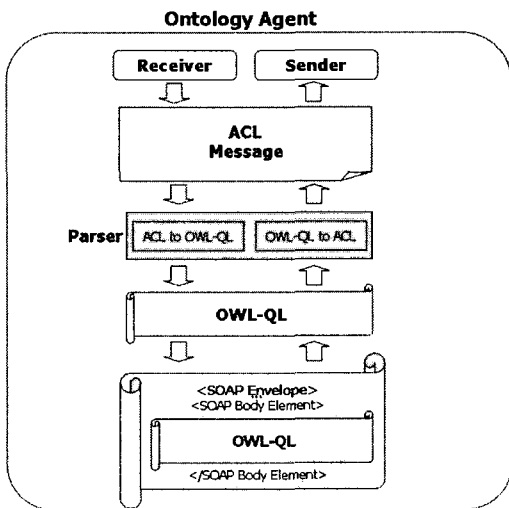 Ontology Agent
Receiver
Sender
ACL
Message
Parser
ACL to OWL-QL
OWL-QL to ACL
OWL-QL
<SOAP Envelope>
...
<SOAP Body Element>
OWL-QL
</SOAP Body Element>